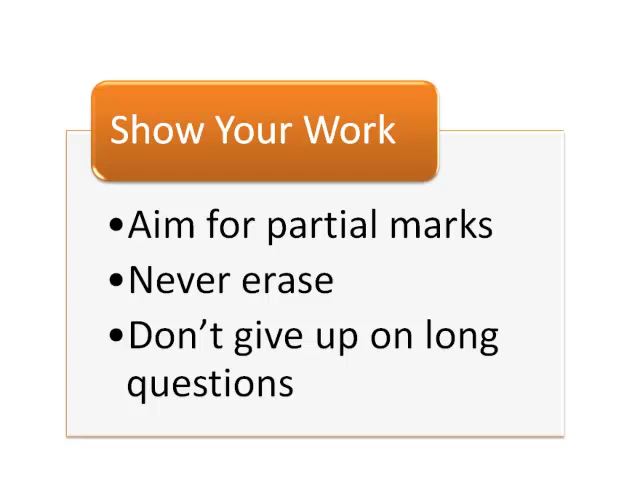 Show Your Work
•Aim for partial marks
•Never erase
•Don’t give up on long
questions